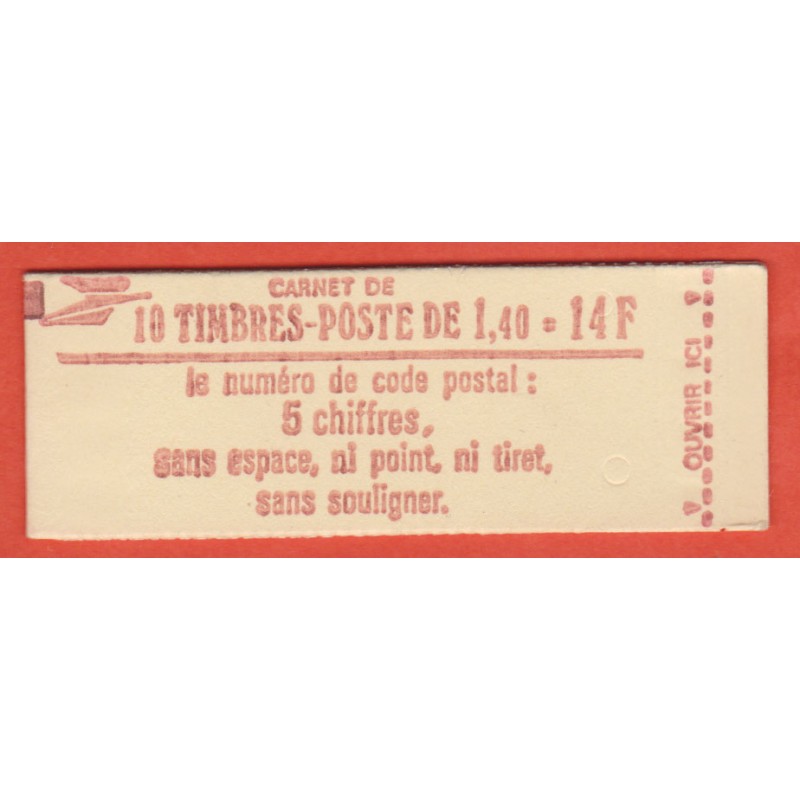 CARNET DE
10 TIMBRES-POSTE DE 1,40 = 14 F
le numéro de code postal :
5 chiffres,
sans espace, ni point, ni tiret,
sans souligner.
OUVRIR ICI